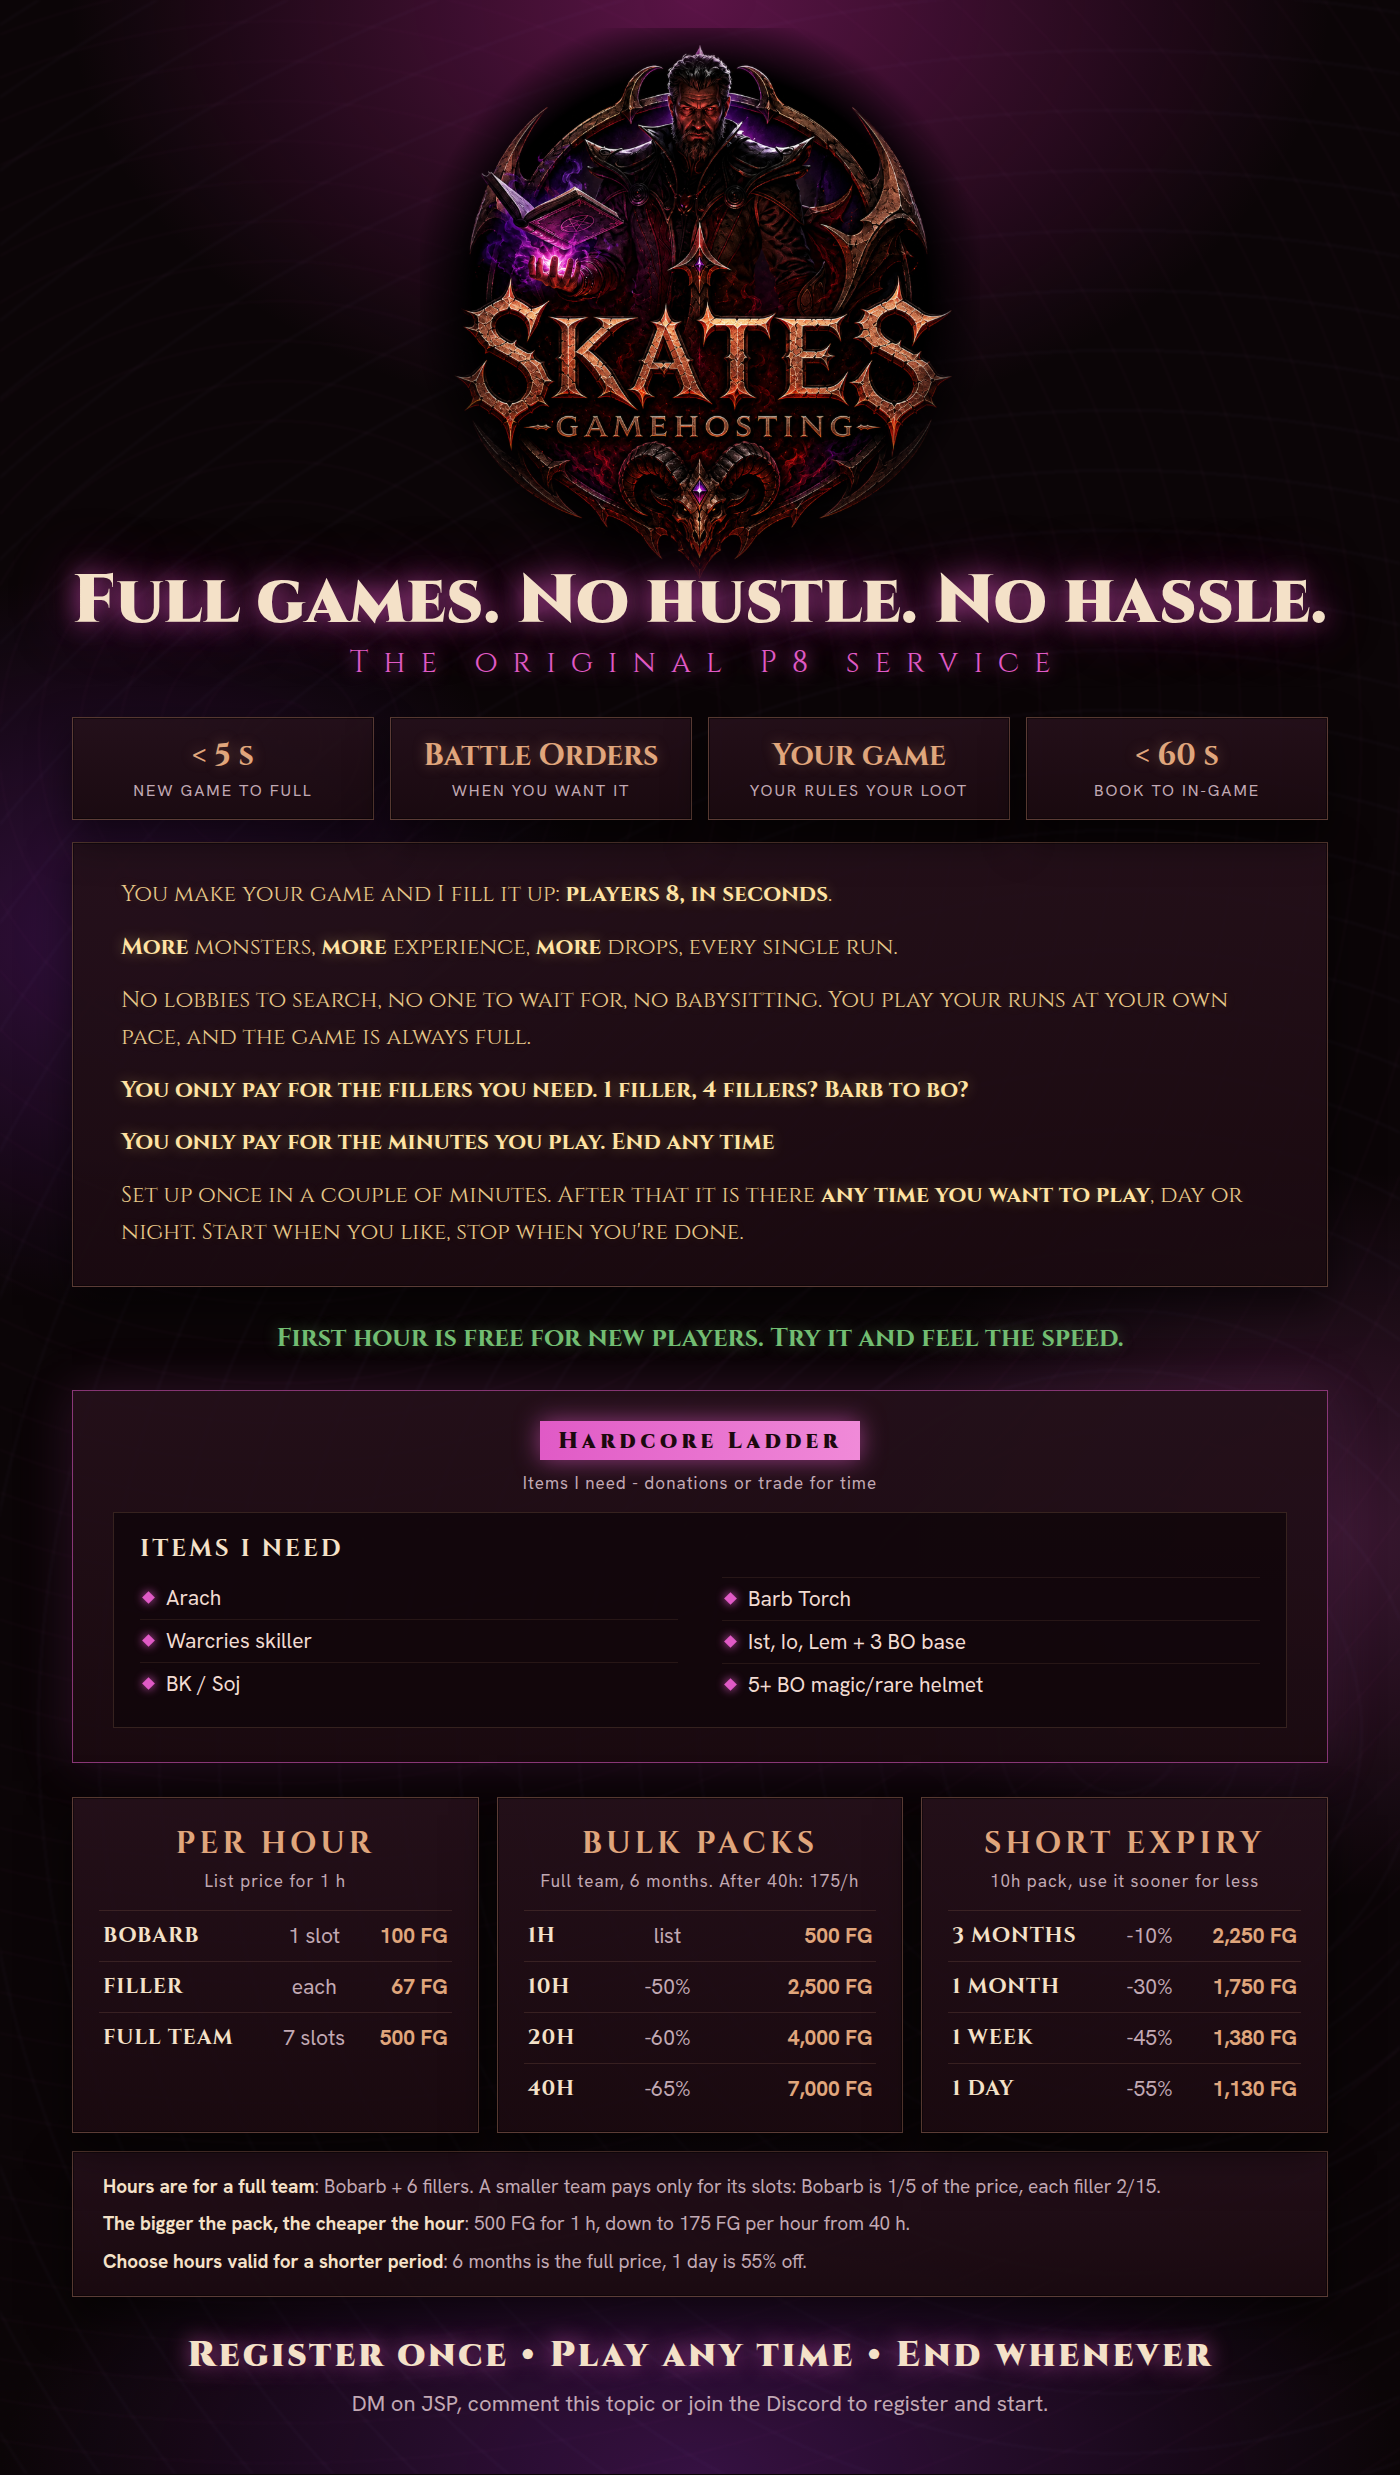 SKATES
GAMEHOSTING
Full games. No hustle. No hassle.
The original P8 service
< 5 s
NEW GAME TO FULL
Battle Orders
WHEN YOU WANT IT
Your game
YOUR RULES YOUR LOOT
< 60 s
BOOK TO IN-GAME
You make your game and I fill it up: players 8, in seconds.
More monsters, more experience, more drops, every single run.
No lobbies to search, no one to wait for, no babysitting. You play your runs at your own
pace, and the game is always full.
You only pay for the fillers you need. 1 filler, 4 fillers? Barb to bo?
You only pay for the minutes you play. End any time
Set up once in a couple of minutes. After that it is there any time you want to play, day or
night. Start when you like, stop when you're done.
First hour is free for new players. Try it and feel the speed.
Hardcore Ladder
Items I need - donations or trade for time
ITEMS I NEED
Arach
Warcries skiller
BK / Soj
Barb Torch
Ist, Io, Lem + 3 BO base
5+ BO magic/rare helmet
PER HOUR
List price for 1 h
BOBARB 1 slot 100 FG
FILLER each 67 FG
FULL TEAM 7 slots 500 FG
BULK PACKS
Full team, 6 months. After 40h: 175/h
1H list 500 FG
10H -50% 2,500 FG
20H -60% 4,000 FG
40H -65% 7,000 FG
SHORT EXPIRY
10h pack, use it sooner for less
3 MONTHS -10% 2,250 FG
1 MONTH -30% 1,750 FG
1 WEEK -45% 1,380 FG
1 DAY -55% 1,130 FG
Hours are for a full team: Bobarb + 6 fillers. A smaller team pays only for its slots: Bobarb is 1/5 of the price, each filler 2/15.
The bigger the pack, the cheaper the hour: 500 FG for 1 h, down to 175 FG per hour from 40 h.
Choose hours valid for a shorter period: 6 months is the full price, 1 day is 55% off.
Register once • Play any time • End whenever
DM on JSP, comment this topic or join the Discord to register and start.